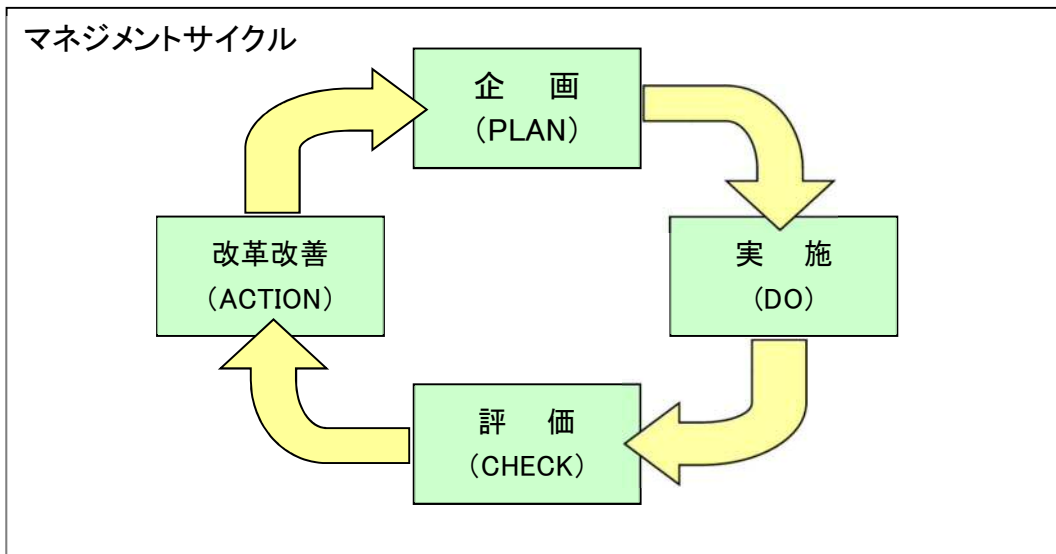 マネジメントサイクル
企　画
（PLAN）
実　施
（DO）
評　価
（CHECK）
改革改善
（ACTION）